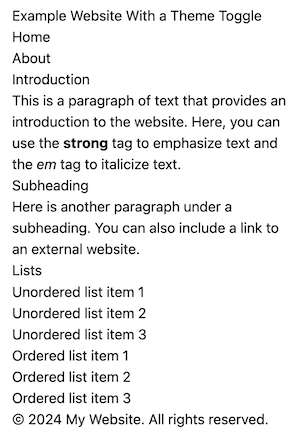 Example Website With a Theme Toggle
Home
About
Introduction
This is a paragraph of text that provides an
introduction to the website. Here, you can
use the strong tag to emphasize text and
the em tag to italicize text.
Subheading
Here is another paragraph under a
subheading. You can also include a link to
an external website.
Lists
Unordered list item 1
Unordered list item 2
Unordered list item 3
Ordered list item 1
Ordered list item 2
Ordered list item 3
© 2024 My Website. All rights reserved.